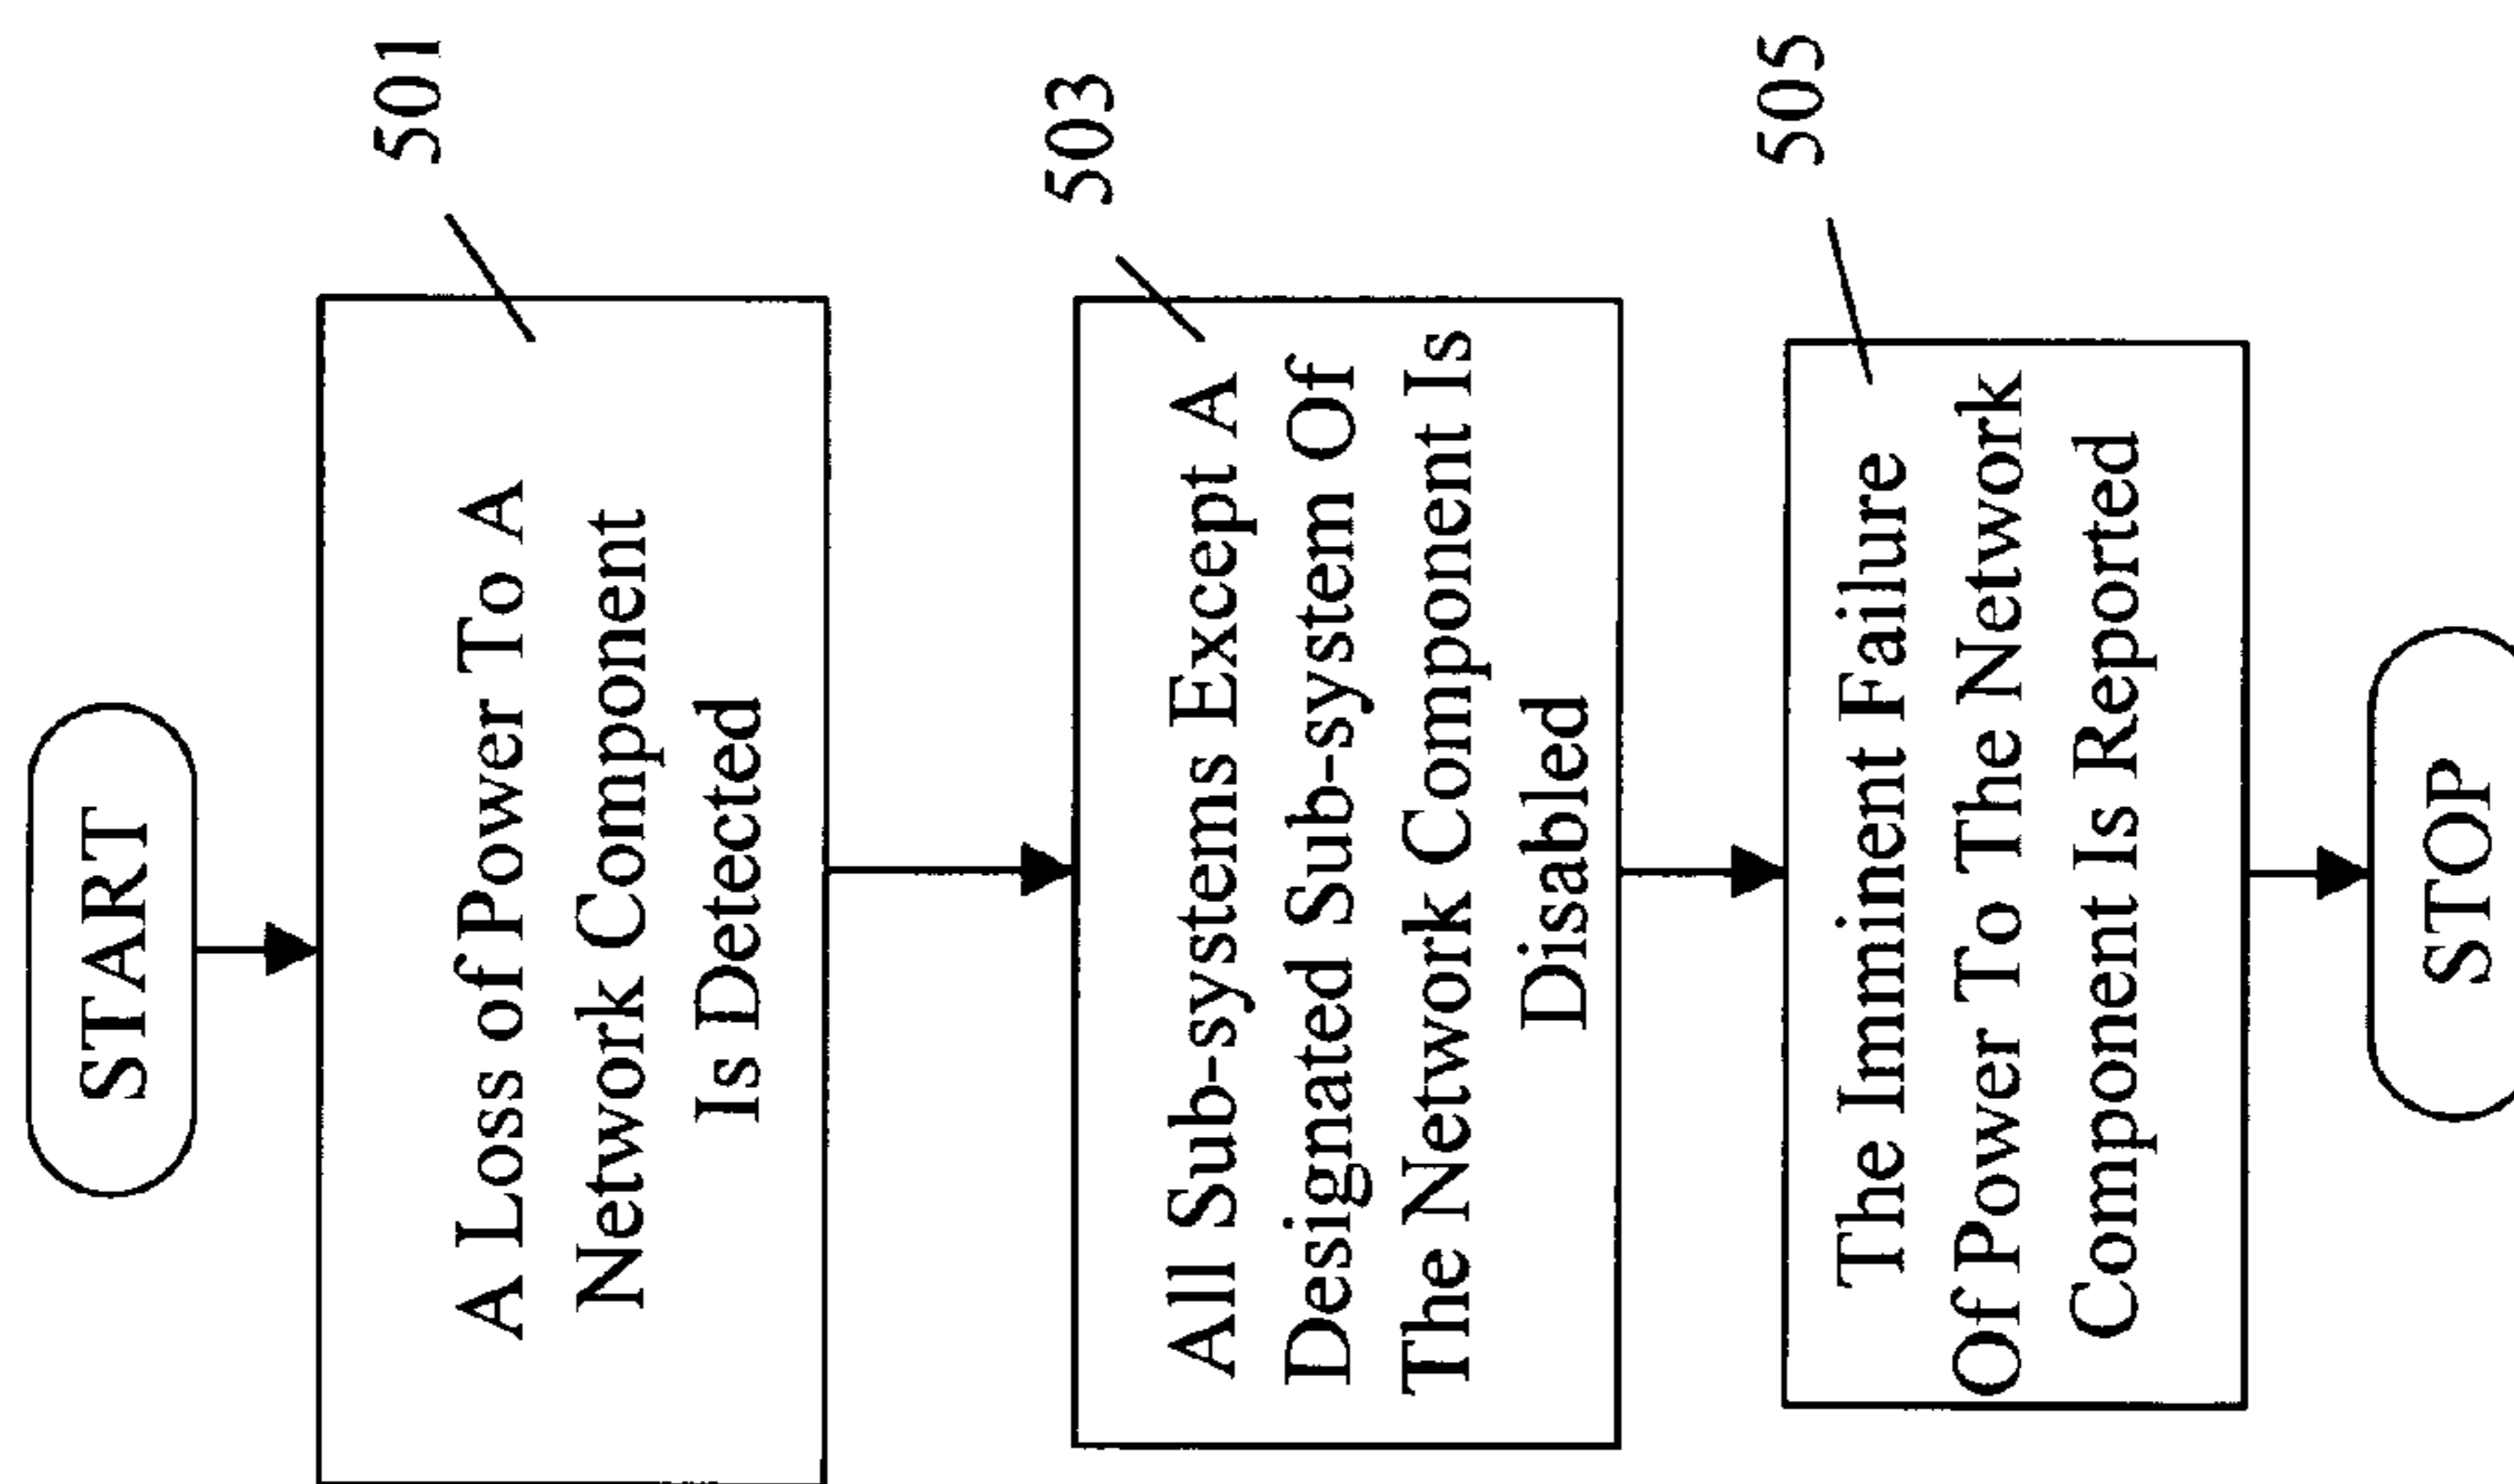 START
501
A Loss of Power To A
Network Component
Is Detected
503
All Sub-systems Except A
Designated Sub-system Of
The Network Component Is
Disabled
505
The Imminent Failure
Of Power To The Network
Component Is Reported
STOP